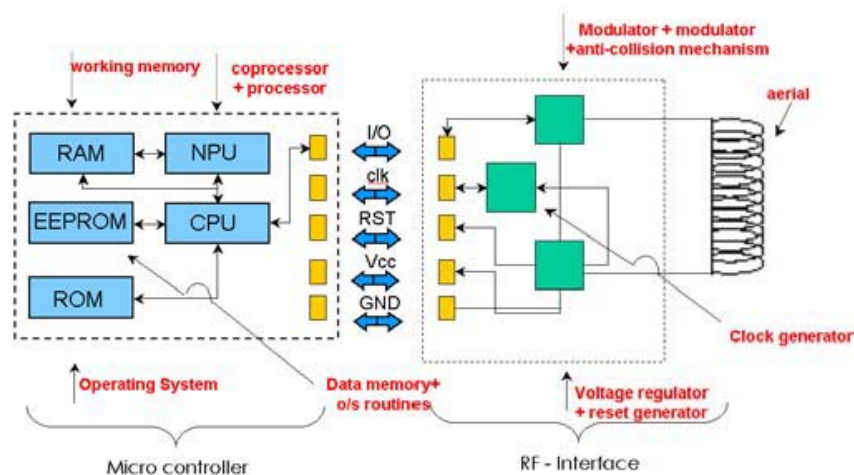 Modulator + modulator
+anti-collision mechanism
working memory
coprocessor
+ processor
aerial
I/O
RAM
NPU
clk
EEPROM
CPU
RST
Vcc
ROM
GND
Clock generator
Operating System
Data memory+
o/s routines
Voltage regulator
+ reset generator
Micro controller
RF - Interface